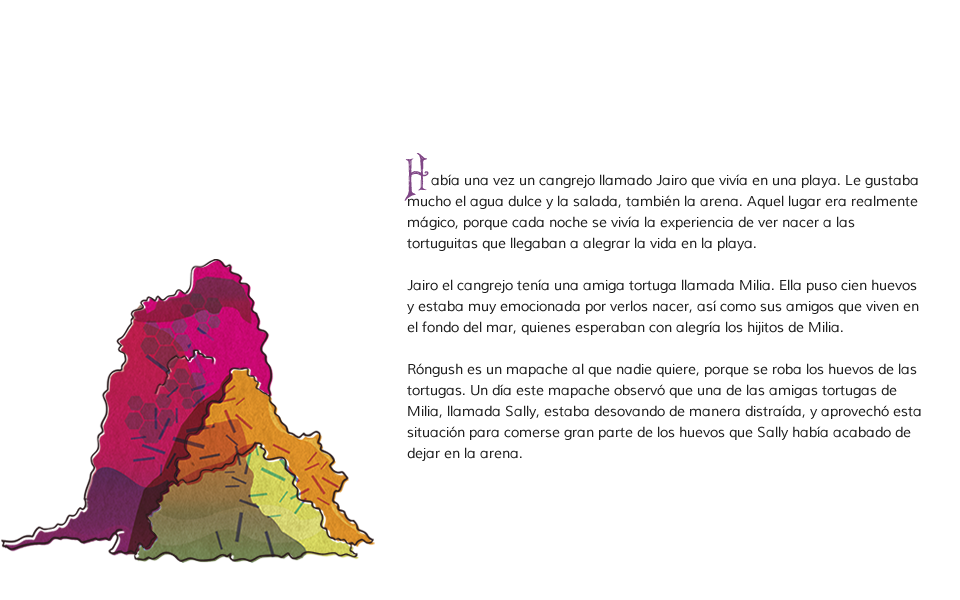 Había una vez un cangrejo llamado Jairo que vivía en una playa. Le gustaba
mucho el agua dulce y la salada, también la arena. Aquel lugar era realmente
mágico, porque cada noche se vivía la experiencia de ver nacer a las
tortuguitas que llegaban a alegrar la vida en la playa.
Jairo el cangrejo tenía una amiga tortuga llamada Milia. Ella puso cien huevos
y estaba muy emocionada por verlos nacer, así como sus amigos que viven en
el fondo del mar, quienes esperaban con alegría los hijitos de Milia.
Róngush es un mapache al que nadie quiere, porque se roba los huevos de las
tortugas. Un día este mapache observó que una de las amigas tortugas de
Milia, llamada Sally, estaba desovando de manera distraída, y aprovechó esta
situación para comerse gran parte de los huevos que Sally había acabado de
dejar en la arena.